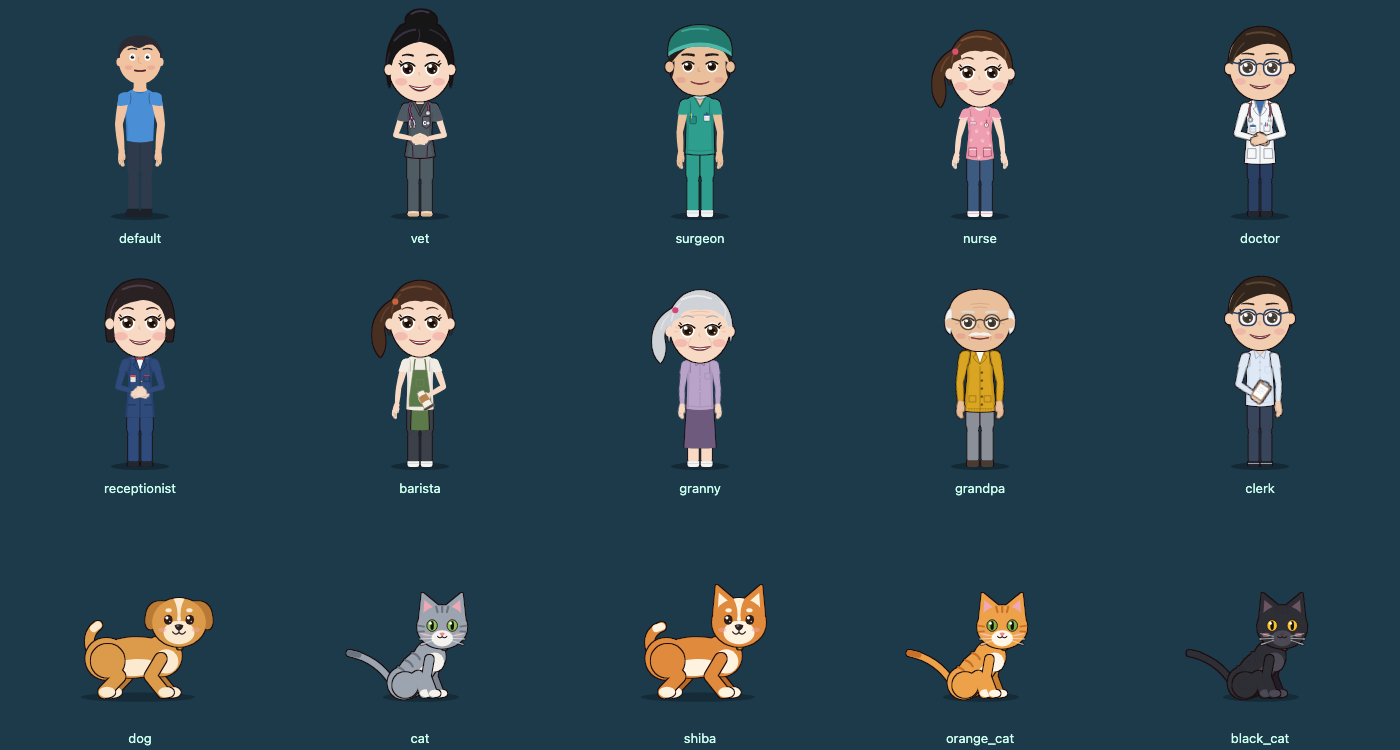 default
vet
surgeon
nurse
doctor
receptionist
barista
granny
grandpa
clerk
dog
cat
shiba
orange_cat
black_cat